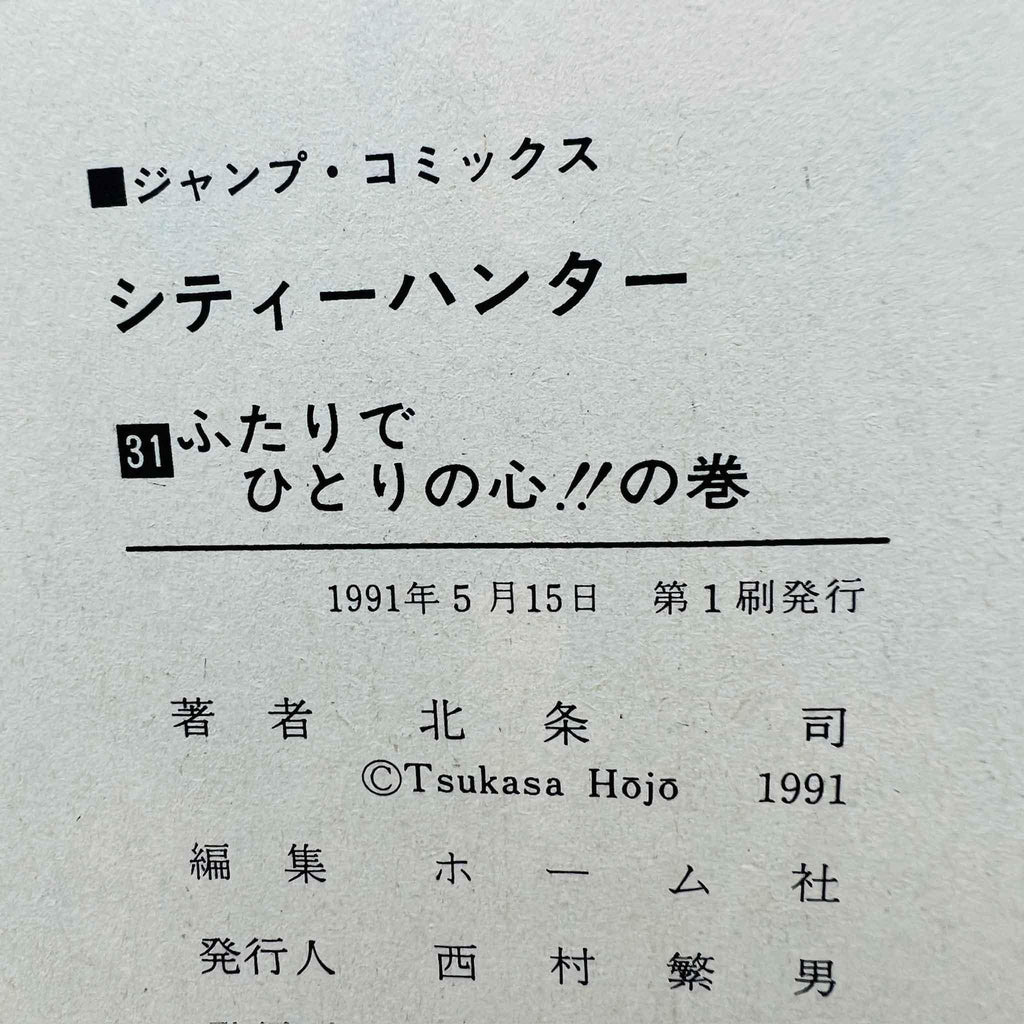 ■ジャンプ・コミックス
シティーハンター
31 ふたりで
ひとりの心!!の巻
1991年5月15日 第1刷発行
著者 北条司
©Tsukasa Hōjō 1991
編集 ホーム社
発行人 西村繁男